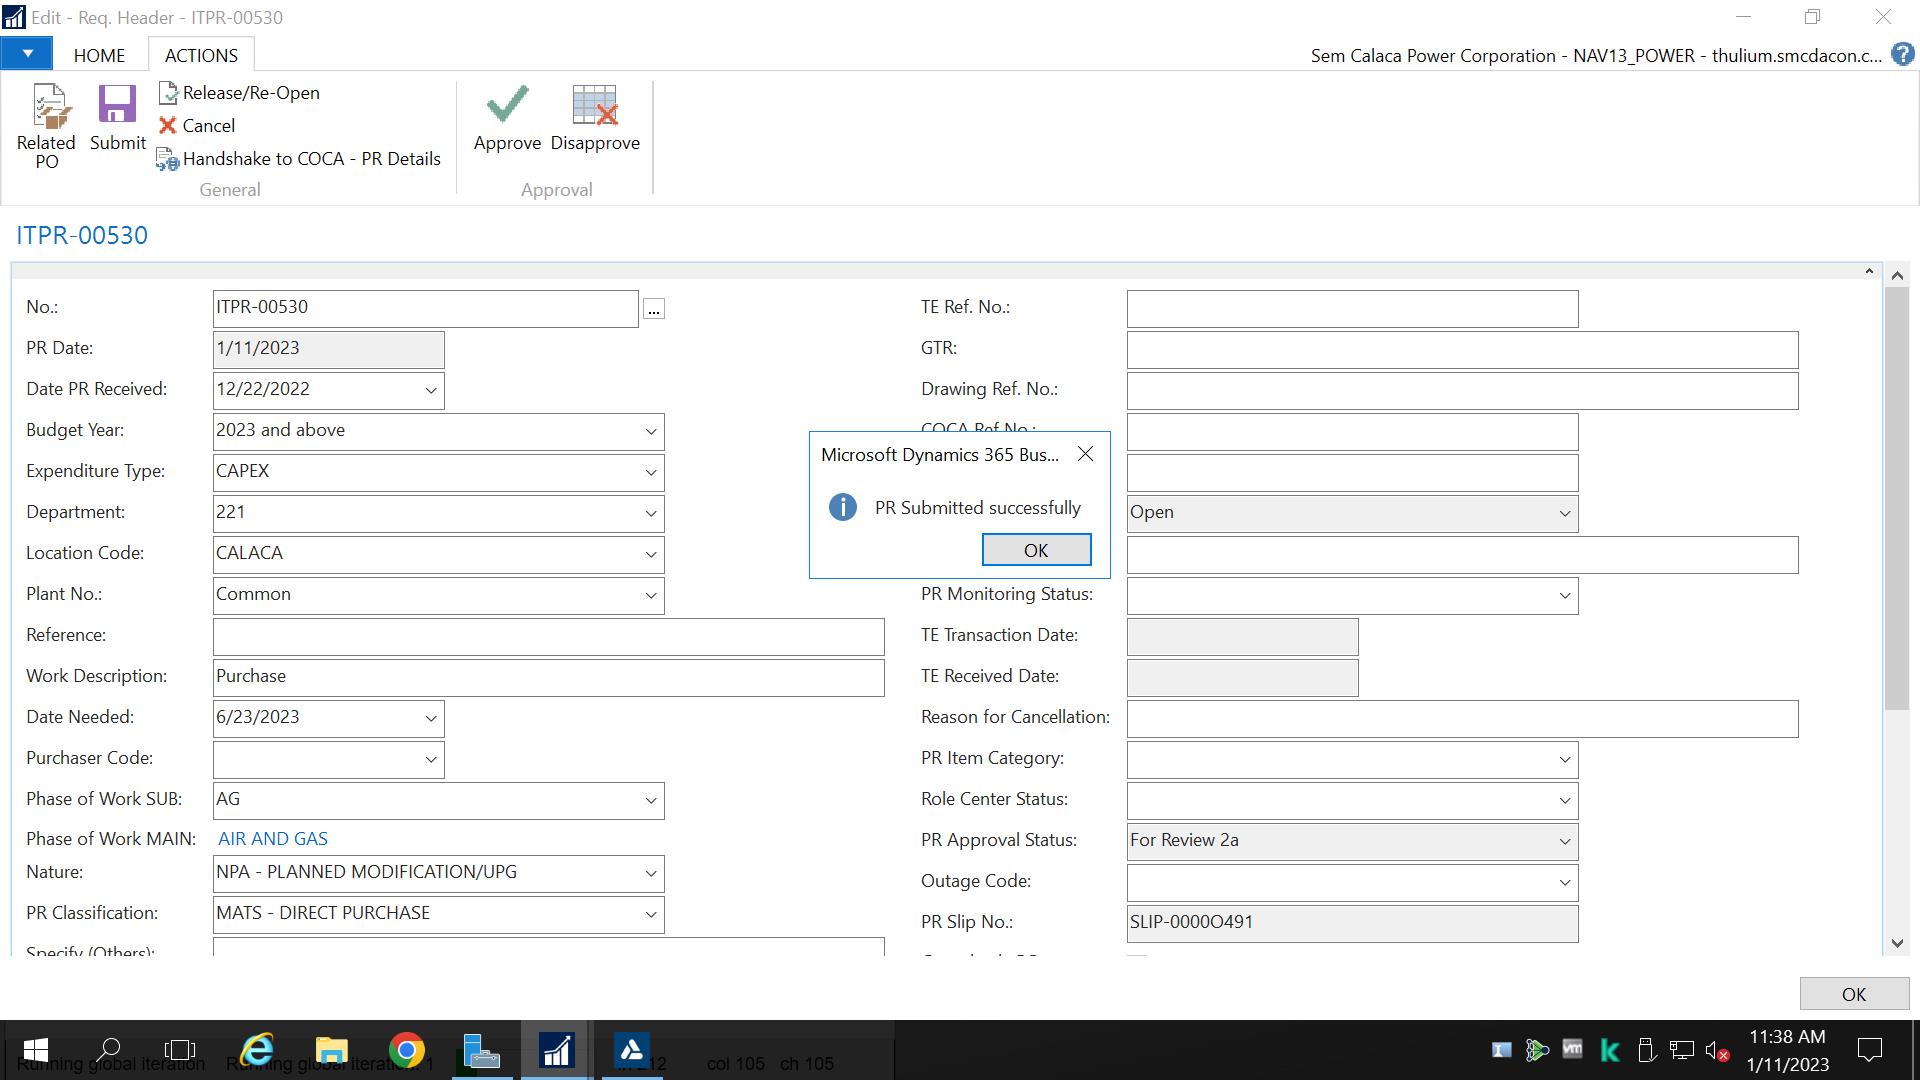 Edit - Req. Header - ITPR-00530
HOME
ACTIONS
Sem Calaca Power Corporation - NAV13_POWER - thulium.smcdacon.c...
Related PO
Submit
Release/Re-Open
Cancel
Handshake to COCA - PR Details
General
Approve
Disapprove
Approval
ITPR-00530
No.: ITPR-00530 ...
PR Date: 1/11/2023
Date PR Received: 12/22/2022
Budget Year: 2023 and above
Expenditure Type: CAPEX
Department: 221
Location Code: CALACA
Plant No.: Common
Reference:
Work Description: Purchase
Date Needed: 6/23/2023
Purchaser Code:
Phase of Work SUB: AG
Phase of Work MAIN: AIR AND GAS
Nature: NPA - PLANNED MODIFICATION/UPG
PR Classification: MATS - DIRECT PURCHASE
Specify (Others):
TE Ref. No.:
GTR:
Drawing Ref. No.:
COCA Ref No.:
Open
PR Monitoring Status:
TE Transaction Date:
TE Received Date:
Reason for Cancellation:
PR Item Category:
Role Center Status:
PR Approval Status: For Review 2a
Outage Code:
PR Slip No.: SLIP-0000O491
Microsoft Dynamics 365 Bus...
PR Submitted successfully
OK
OK
Running global iteration
col 105 ch 105
11:38 AM
1/11/2023